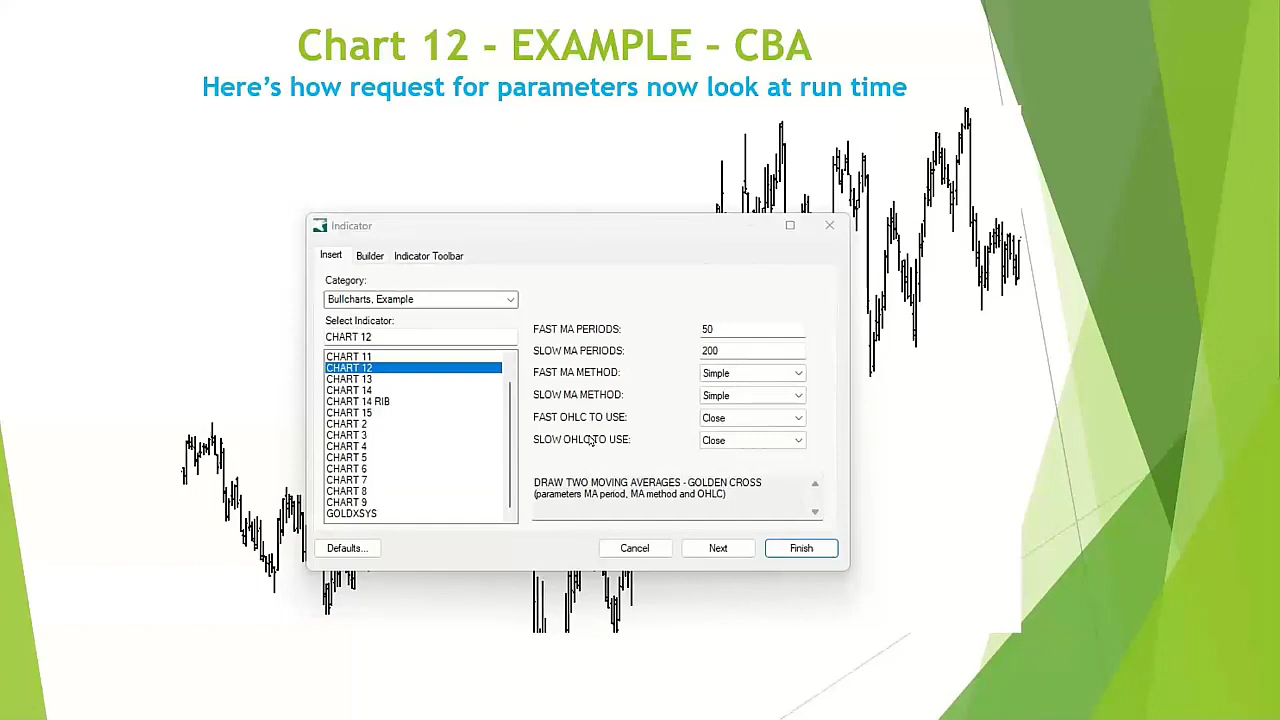 Chart 12 - EXAMPLE – CBA
Here's how request for parameters now look at run time
Indicator
Insert Builder Indicator Toolbar
Category:
Bullcharts, Example
Select Indicator:
CHART 12
CHART 11
CHART 12
CHART 13
CHART 14
CHART 14 RIB
CHART 15
CHART 2
CHART 3
CHART 4
CHART 5
CHART 6
CHART 7
CHART 8
CHART 9
GOLDXSYS
FAST MA PERIODS: 50
SLOW MA PERIODS: 200
FAST MA METHOD: Simple
SLOW MA METHOD: Simple
FAST OHLC TO USE: Close
SLOW OHLC TO USE: Close
DRAW TWO MOVING AVERAGES - GOLDEN CROSS
(parameters MA period, MA method and OHLC)
Defaults... Cancel Next Finish